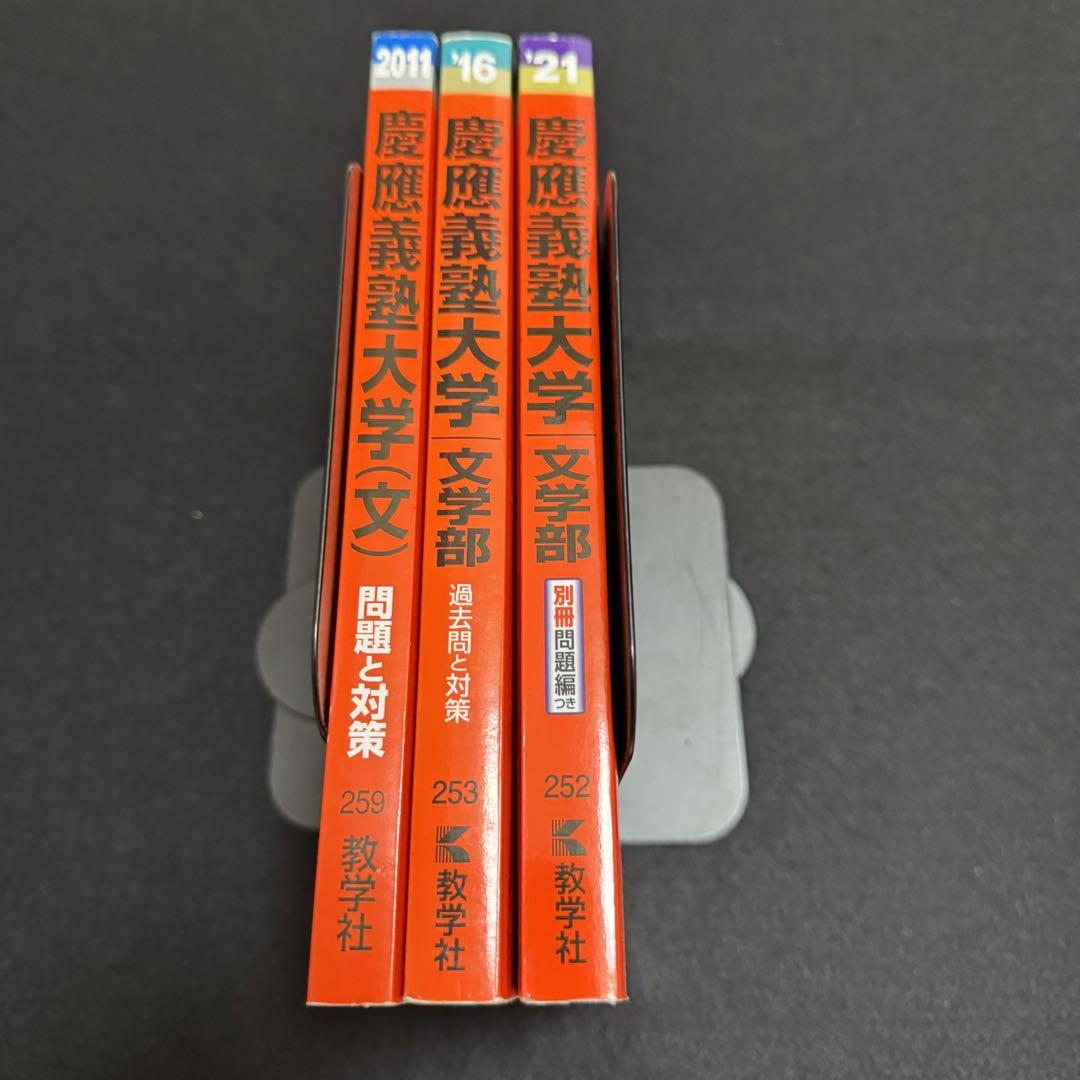 2011
慶應義塾大学(文)
問題と対策
259
教学社
'16
慶應義塾大学
文学部
過去問と対策
253
教学社
'21
慶應義塾大学
文学部
別冊問題編つき
252
教学社